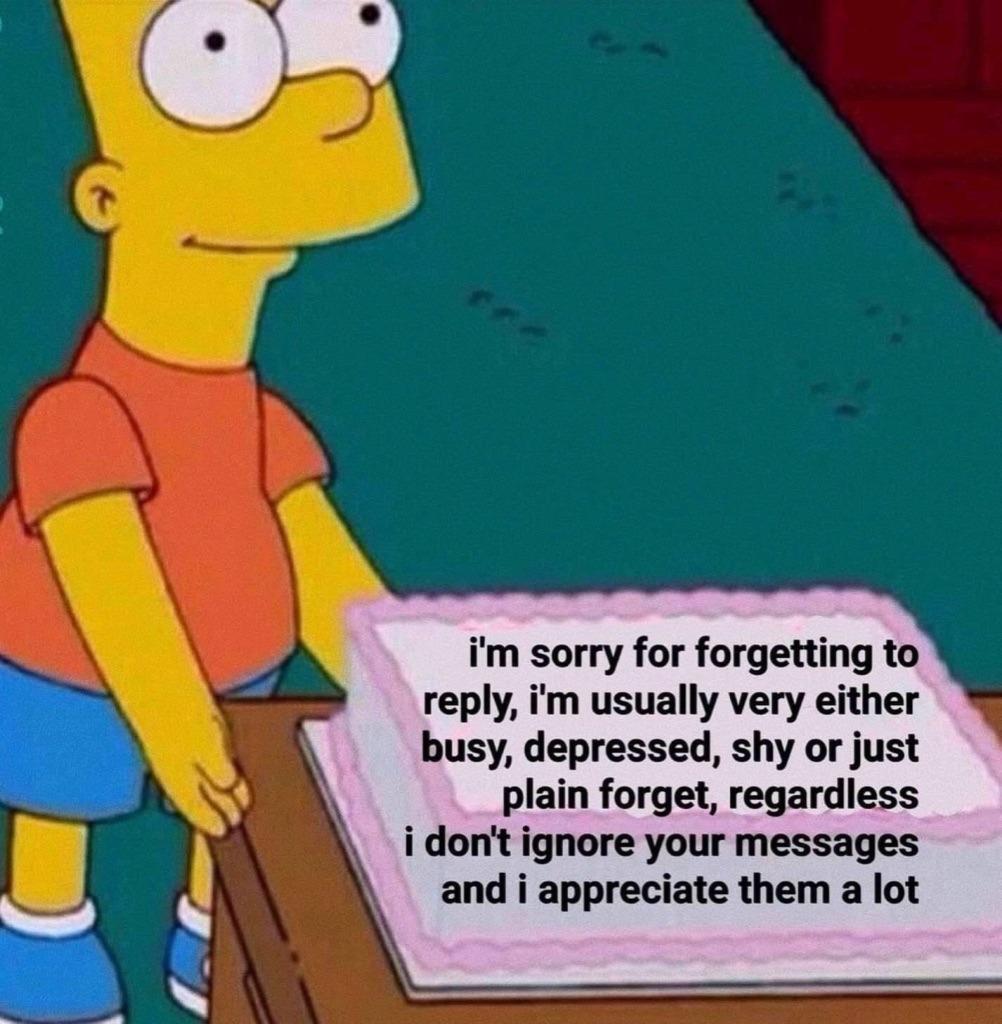 i'm sorry for forgetting to
reply, i'm usually very either
busy, depressed, shy or just
plain forget, regardless
i don't ignore your messages
and i appreciate them a lot